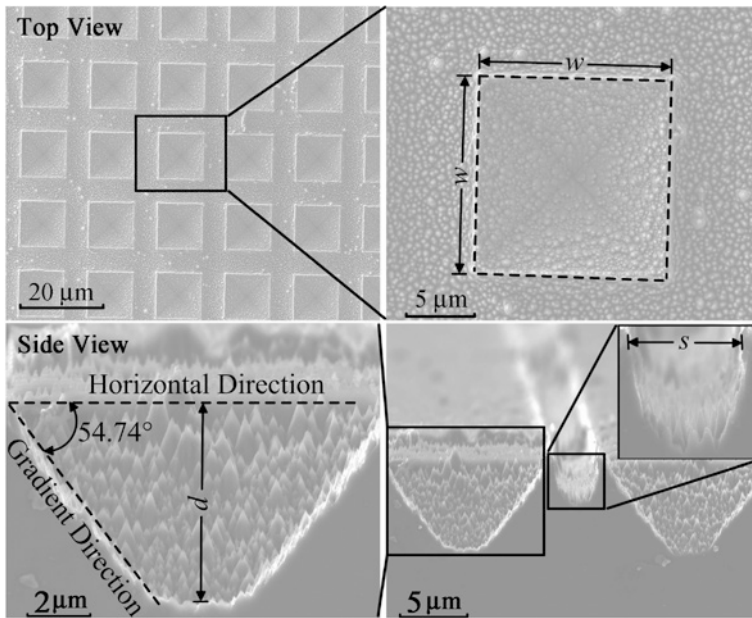 Top View
w
w
20 µm
5 µm
Side View
Horizontal Direction
54.74°
Gradient Direction
d
2µm
s
5µm